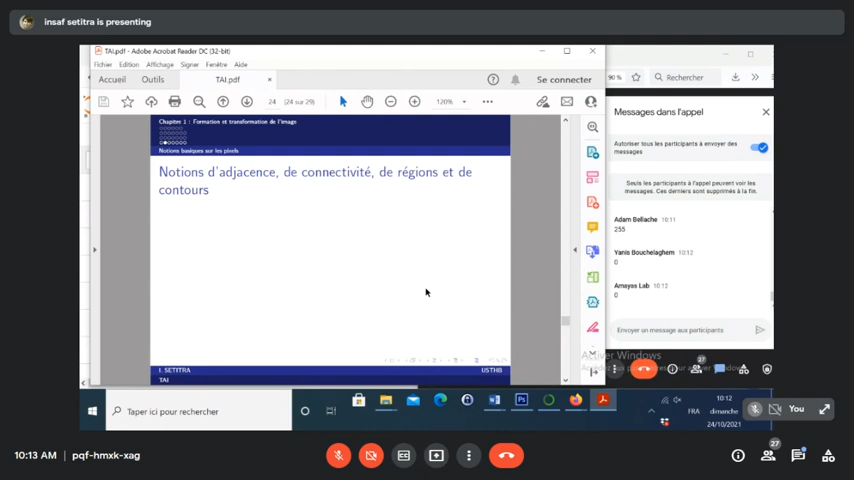 insaf setitra is presenting
TAI.pdf - Adobe Acrobat Reader DC (32-bit)
Fichier Edition Affichage Signer Fenêtre Aide
Accueil Outils TAI.pdf × Se connecter
24 (24 sur 29) 120%
90 % Rechercher
Chapitre 1 : Formation et transformation de l'image
Notions basiques sur les pixels
Notions d'adjacence, de connectivité, de régions et de
contours
I. SETITRA USTHB
TAI
Messages dans l'appel
Autoriser tous les participants à envoyer des
messages
Seuls les participants à l'appel peuvent voir les
messages. Ces derniers sont supprimés à la fin.
Adam Bellache 10:11
255
Yanis Bouchelaghem 10:12
0
Amayas Lab 10:12
0
Envoyer un message aux participants
Activer Windows
27
Taper ici pour rechercher
FRA
10:12
dimanche
24/10/2021
You
10:13 AM | pqf-hmxk-xag
27